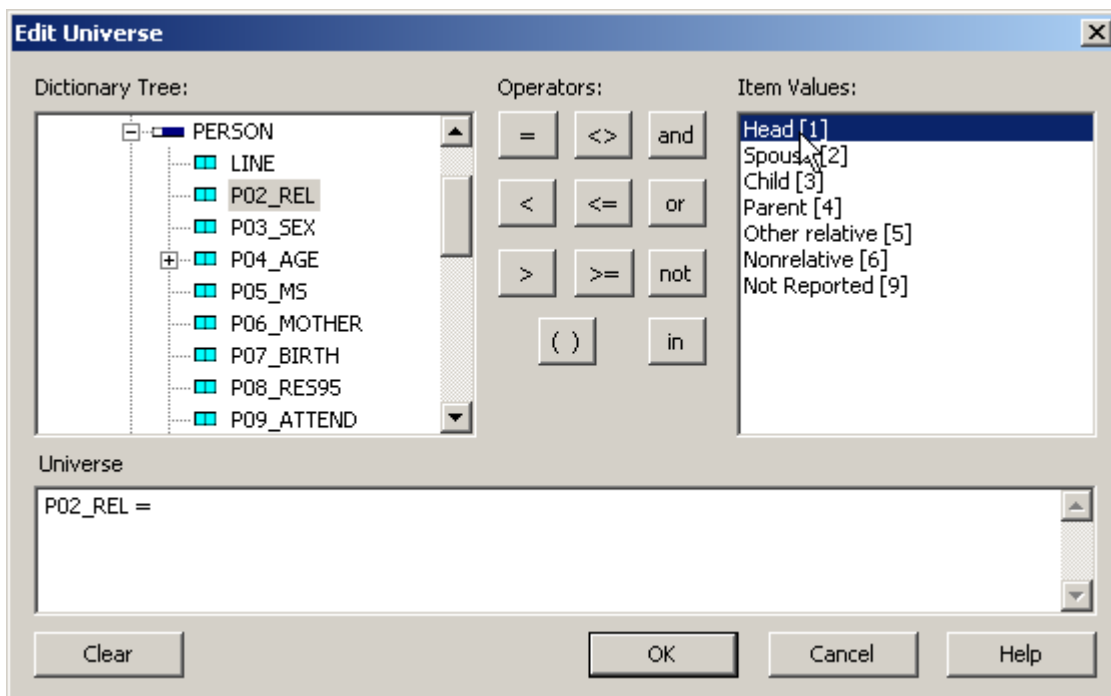 Edit Universe
Dictionary Tree:
PERSON
LINE
P02_REL
P03_SEX
P04_AGE
P05_MS
P06_MOTHER
P07_BIRTH
P08_RES95
P09_ATTEND
Operators:
= <> and
< <= or
> >= not
( ) in
Item Values:
Head [1]
Spouse [2]
Child [3]
Parent [4]
Other relative [5]
Nonrelative [6]
Not Reported [9]
Universe
P02_REL =
Clear OK Cancel Help